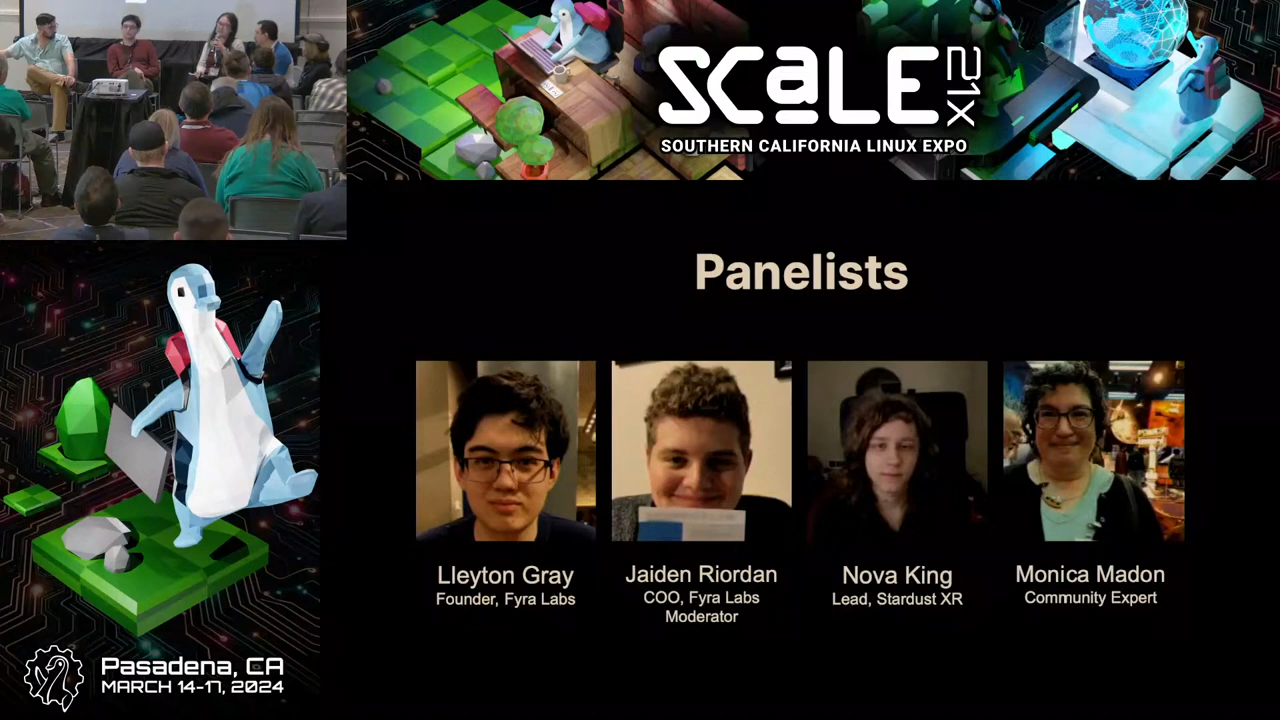 SCALE 21X
SOUTHERN CALIFORNIA LINUX EXPO
Panelists
Lleyton Gray
Founder, Fyra Labs
Jaiden Riordan
COO, Fyra Labs
Moderator
Nova King
Lead, Stardust XR
Monica Madon
Community Expert
Pasadena, CA
MARCH 14-17, 2024